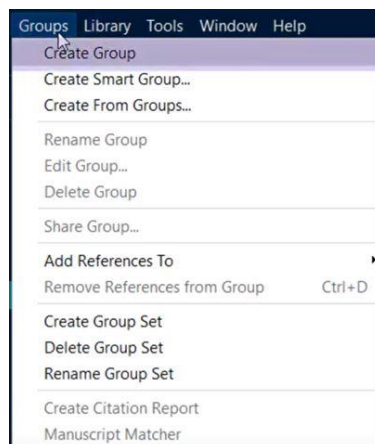 Groups Library Tools Window Help
Create Group
Create Smart Group...
Create From Groups...
Rename Group
Edit Group...
Delete Group
Share Group...
Add References To
Remove References from Group Ctrl+D
Create Group Set
Delete Group Set
Rename Group Set
Create Citation Report
Manuscript Matcher